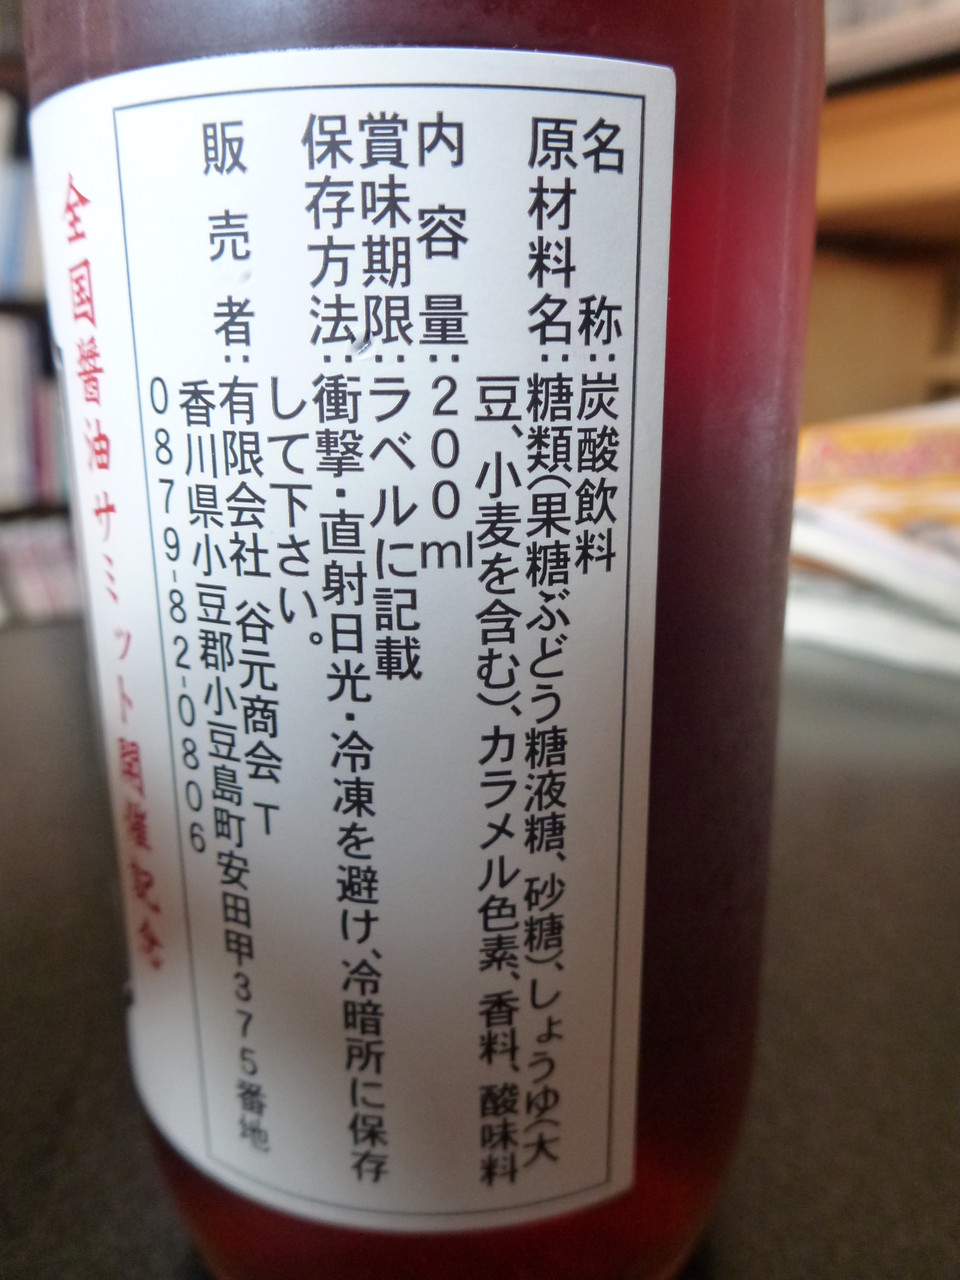 名　称：炭酸飲料
原材料名：糖類（果糖ぶどう糖液糖、砂糖）、しょうゆ（大
豆、小麦を含む）、カラメル色素、香料、酸味料
内容量：200ml
賞味期限：ラベルに記載
保存方法：衝撃・直射日光・冷凍を避け、冷暗所に保存
して下さい。
販売者：有限会社 谷元商会 T
香川県小豆郡小豆島町安田甲375番地
0879-82-0806
全国醤油サミット開催記念